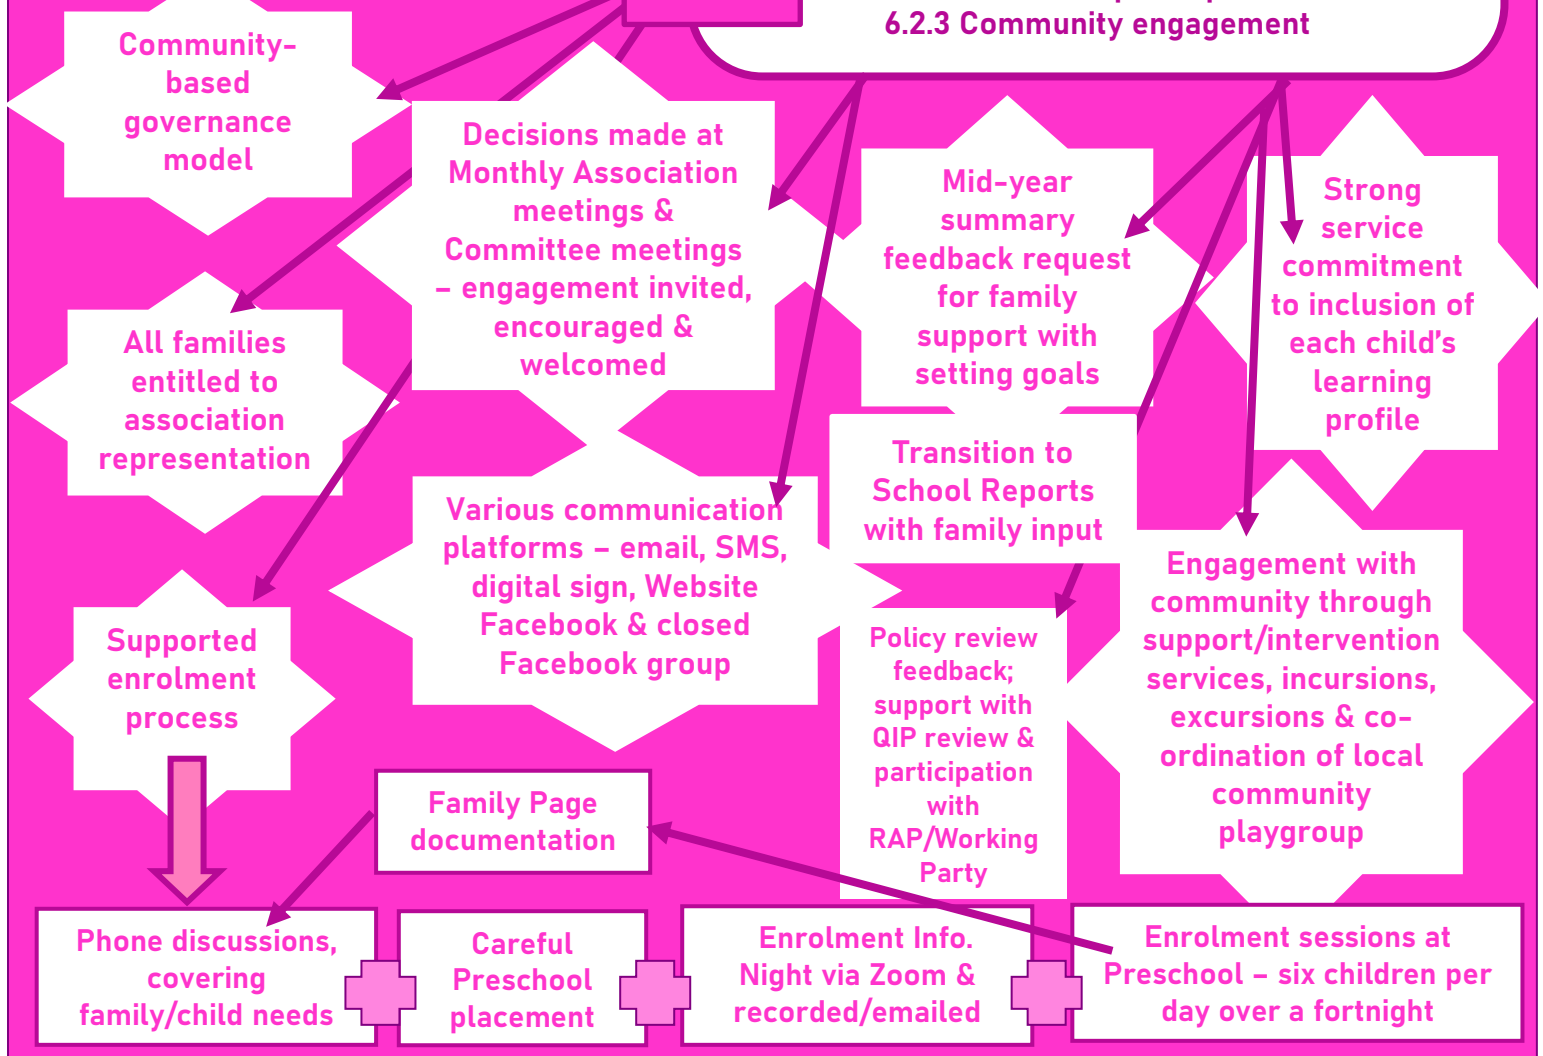 6.2.3 Community engagement
Community-
based
governance
model
Decisions made at
Monthly Association
meetings &
Committee meetings
– engagement invited,
encouraged &
welcomed
Mid-year
summary
feedback request
for family
support with
setting goals
Strong
service
commitment
to inclusion of
each child's
learning
profile
All families
entitled to
association
representation
Various communication
platforms – email, SMS,
digital sign, Website
Facebook & closed
Facebook group
Transition to
School Reports
with family input
Engagement with
community through
support/intervention
services, incursions,
excursions & co-
ordination of local
community
playgroup
Supported
enrolment
process
Policy review
feedback;
support with
QIP review &
participation
with
RAP/Working
Party
Family Page
documentation
Phone discussions,
covering
family/child needs
Careful
Preschool
placement
Enrolment Info.
Night via Zoom &
recorded/emailed
Enrolment sessions at
Preschool – six children per
day over a fortnight